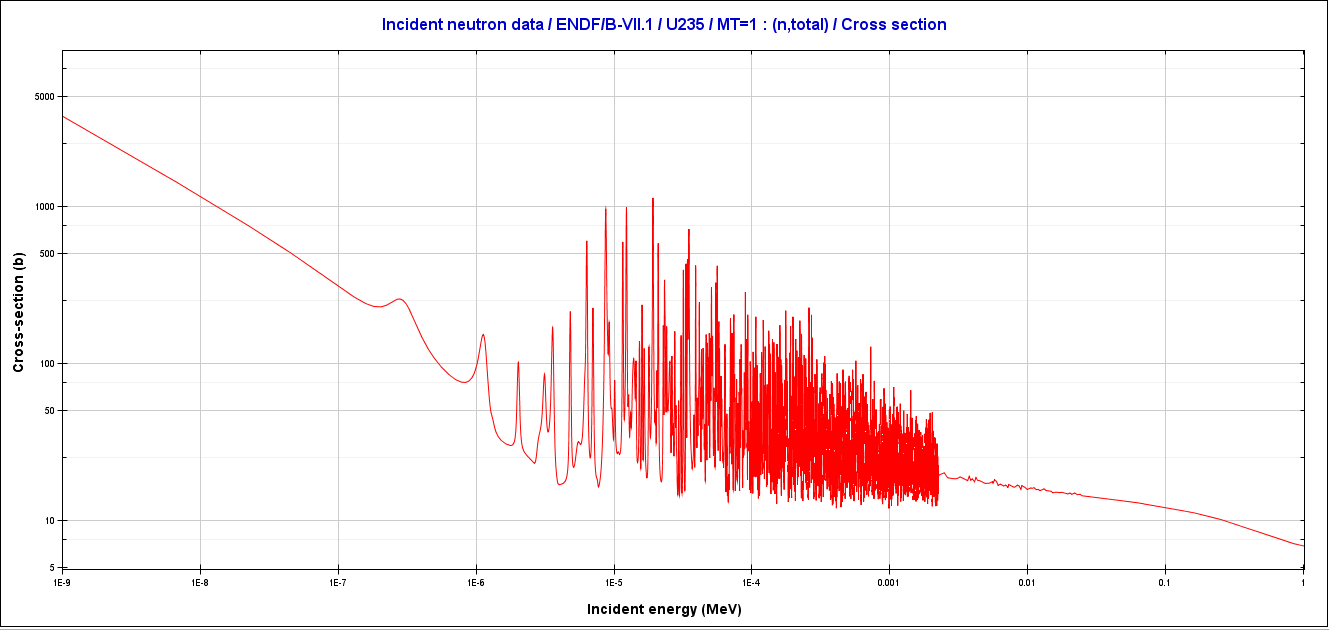 Incident neutron data / ENDF/B-VII.1 / U235 / MT=1 : (n,total) / Cross section
Cross-section (b)
5000
1000
500
100
50
10
5
1E-9 1E-8 1E-7 1E-6 1E-5 1E-4 0.001 0.01 0.1 1
Incident energy (MeV)